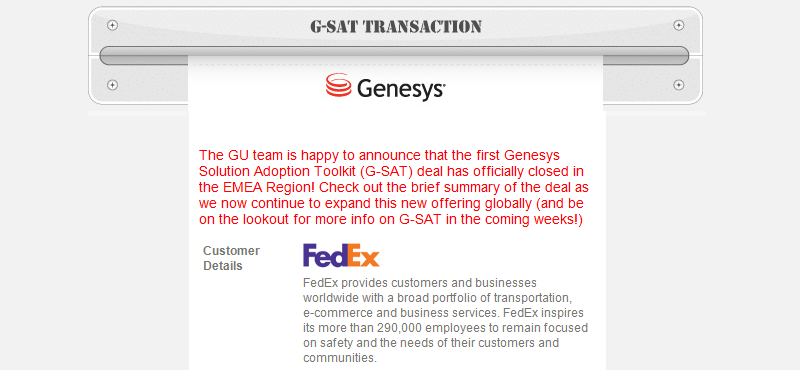 G-SAT TRANSACTION
Genesys
The GU team is happy to announce that the first Genesys
Solution Adoption Toolkit (G-SAT) deal has officially closed in
the EMEA Region! Check out the brief summary of the deal as
we now continue to expand this new offering globally (and be
on the lookout for more info on G-SAT in the coming weeks!)
Customer
Details
FedEx
FedEx provides customers and businesses
worldwide with a broad portfolio of transportation,
e-commerce and business services. FedEx inspires
its more than 290,000 employees to remain focused
on safety and the needs of their customers and
communities.